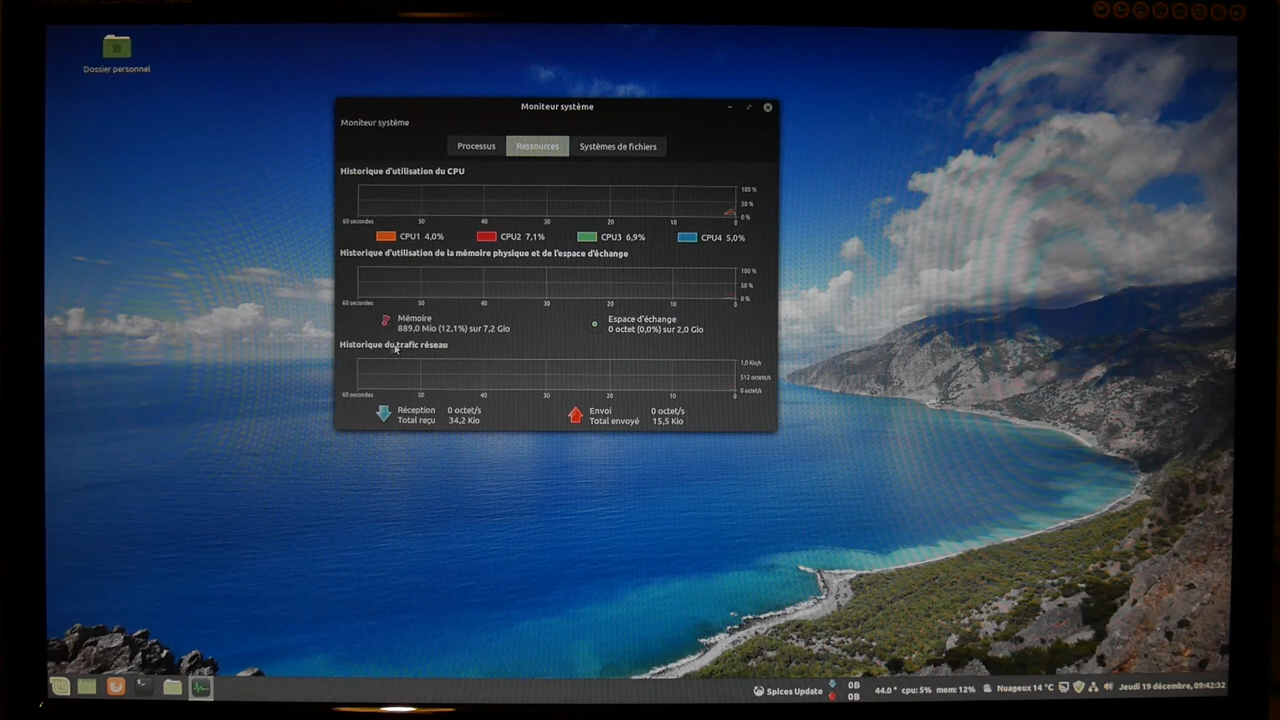 Dossier personnel
Moniteur système
Moniteur système
Processus
Ressources
Systèmes de fichiers
Historique d'utilisation du CPU
100 %
50 %
0 %
60 secondes 50 40 30 20 10 0
CPU1 4,0% CPU2 7,1% CPU3 6,9% CPU4 5,0%
Historique d'utilisation de la mémoire physique et de l'espace d'échange
100 %
50 %
0 %
60 secondes 50 40 30 20 10 0
Mémoire
889,0 Mio (12,1%) sur 7,2 Gio
Espace d'échange
0 octet (0,0%) sur 2,0 Gio
Historique du trafic réseau
1,0 Kio/s
512 octets/s
0 octet/s
60 secondes 50 40 30 20 10 0
Réception 0 octet/s
Total reçu 34,2 Kio
Envoi 0 octet/s
Total envoyé 15,5 Kio
Spices Update
0B
0B
44.0° cpu: 5% mem: 12%
Nuageux 14 °C
Jeudi 19 décembre, 09:42:32